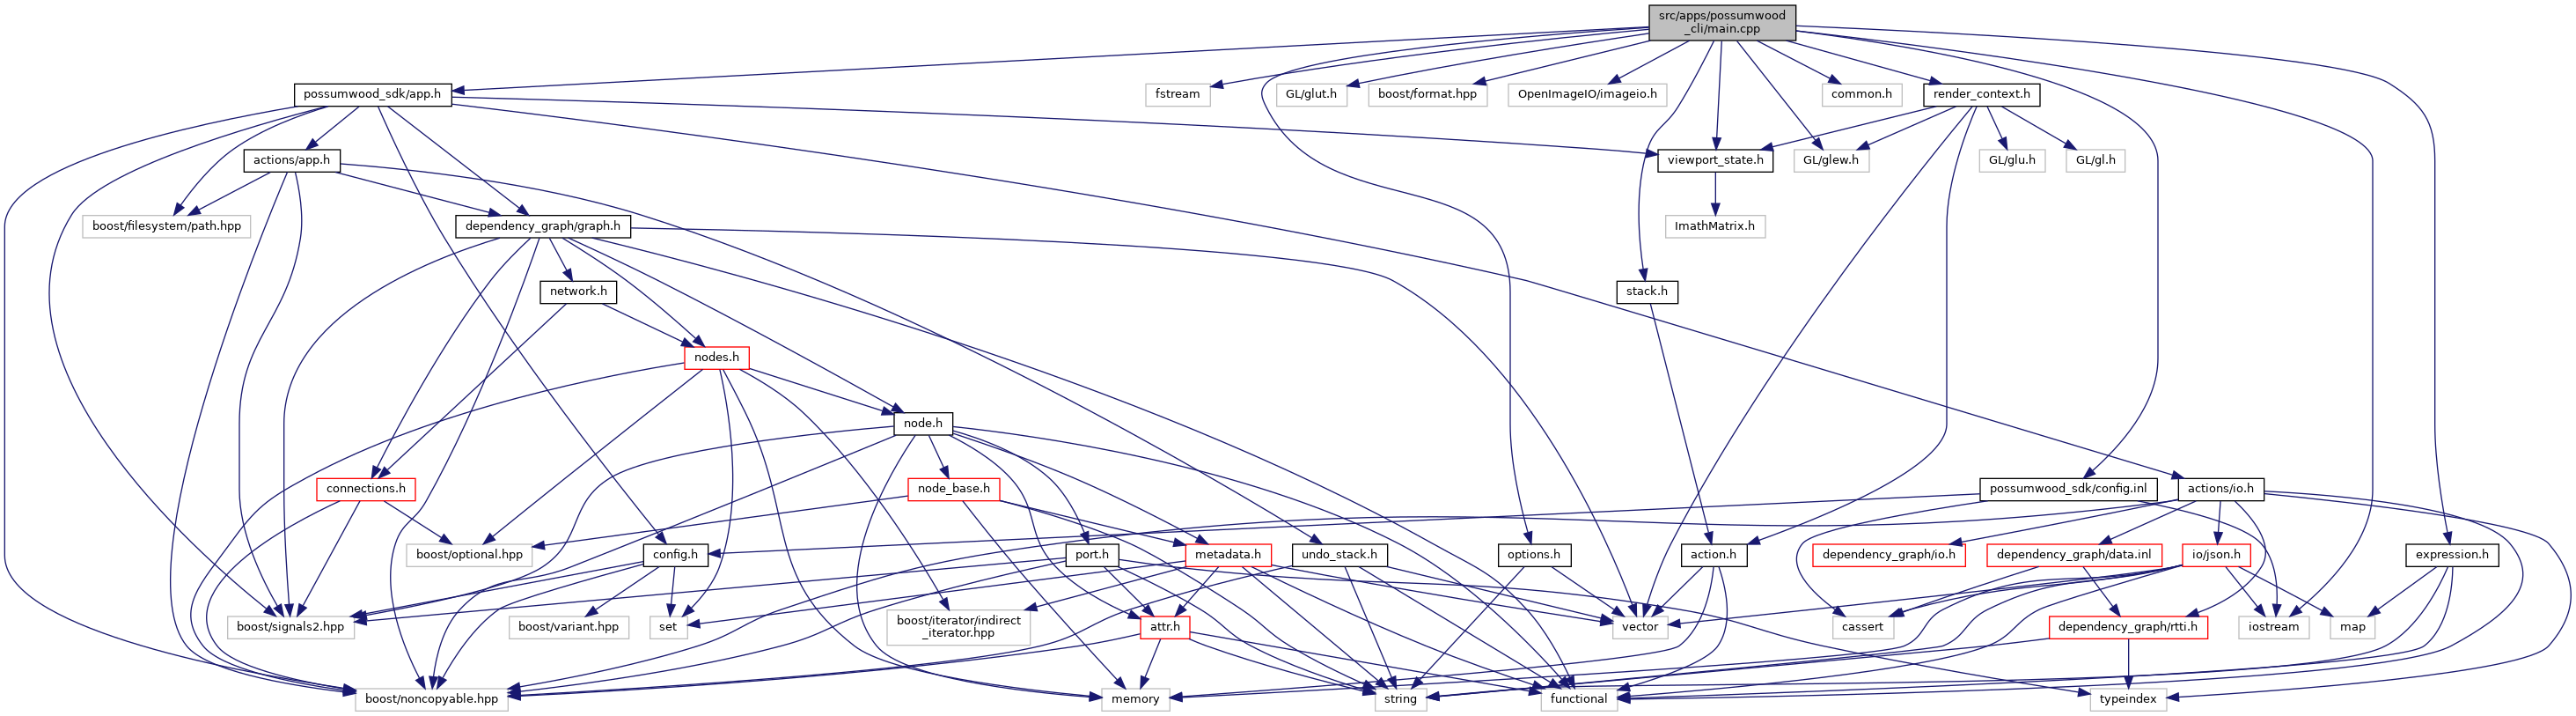 src/apps/possumwood
_cli/main.cpp
possumwood_sdk/app.h
fstream
GL/glut.h
boost/format.hpp
OpenImageIO/imageio.h
common.h
render_context.h
actions/app.h
viewport_state.h
GL/glew.h
GL/glu.h
GL/gl.h
boost/filesystem/path.hpp
dependency_graph/graph.h
ImathMatrix.h
network.h
stack.h
nodes.h
node.h
connections.h
node_base.h
possumwood_sdk/config.inl
actions/io.h
boost/optional.hpp
config.h
port.h
metadata.h
undo_stack.h
options.h
action.h
dependency_graph/io.h
dependency_graph/data.inl
io/json.h
expression.h
boost/signals2.hpp
boost/variant.hpp
set
boost/iterator/indirect
_iterator.hpp
attr.h
vector
cassert
dependency_graph/rtti.h
iostream
map
boost/noncopyable.hpp
memory
string
functional
typeindex